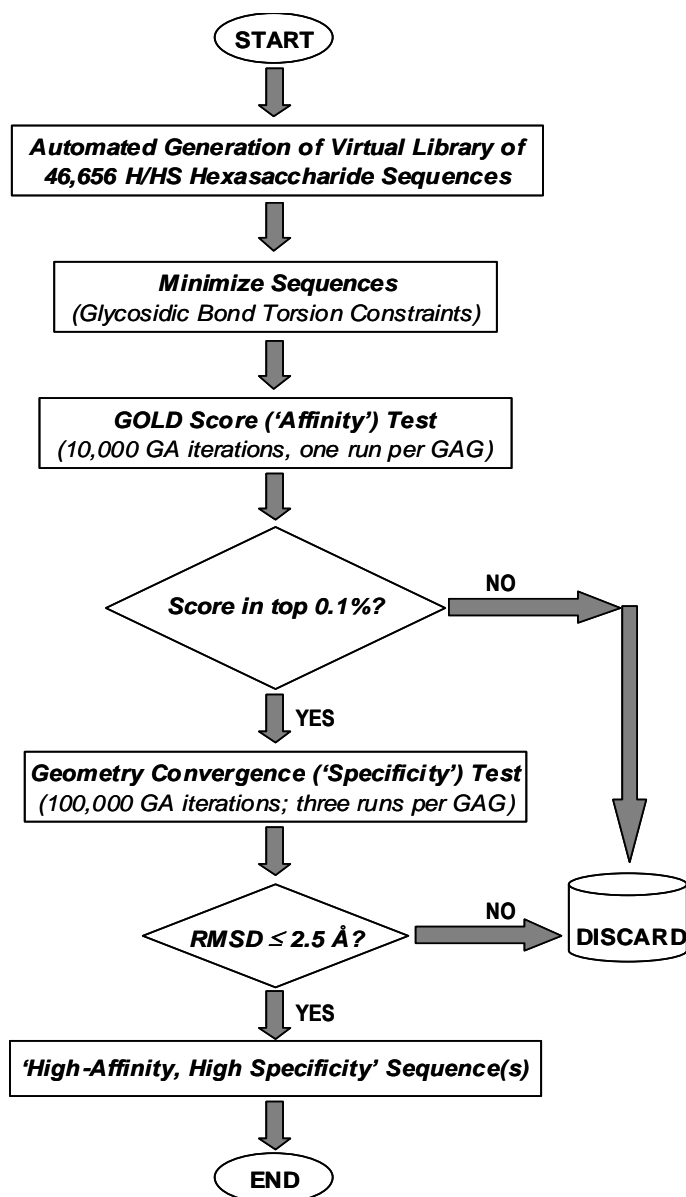 START
Automated Generation of Virtual Library of
46,656 H/HS Hexasaccharide Sequences
Minimize Sequences
(Glycosidic Bond Torsion Constraints)
GOLD Score (‘Affinity’) Test
(10,000 GA iterations, one run per GAG)
Score in top 0.1%?
NO
YES
Geometry Convergence (‘Specificity’) Test
(100,000 GA iterations; three runs per GAG)
RMSD ≤ 2.5 Å?
NO
DISCARD
YES
‘High-Affinity, High Specificity’ Sequence(s)
END